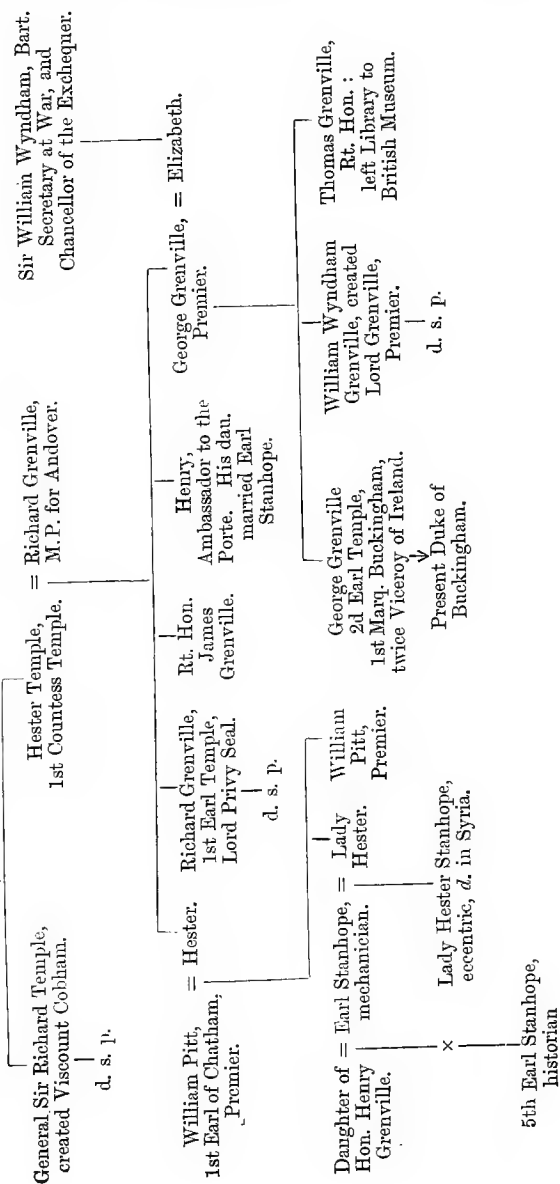 General Sir Richard Temple,
created Viscount Cobham.
d. s. p.
Hester Temple,
1st Countess Temple.
= Richard Grenville,
M.P. for Andover.
Sir William Wyndham, Bart.
Secretary at War, and
Chancellor of the Exchequer.
William Pitt,
1st Earl of Chatham,
Premier.
= Hester.
Richard Grenville,
1st Earl Temple,
Lord Privy Seal.
d. s. p.
Rt. Hon.
James
Grenville.
Henry,
Ambassador to the
Porte. His dau.
married Earl
Stanhope.
George Grenville,
Premier.
= Elizabeth.
Daughter of
Hon. Henry
Grenville.
= Earl Stanhope,
mechanician.
= Lady
Hester.
William
Pitt,
Premier.
George Grenville
2d Earl Temple,
1st Marq. Buckingham,
twice Viceroy of Ireland.
William Wyndham
Grenville, created
Lord Grenville,
Premier.
d. s. p.
Thomas Grenville,
Rt. Hon. :
left Library to
British Museum.
×
Lady Hester Stanhope,
eccentric, d. in Syria.
Present Duke of
Buckingham.
5th Earl Stanhope,
historian